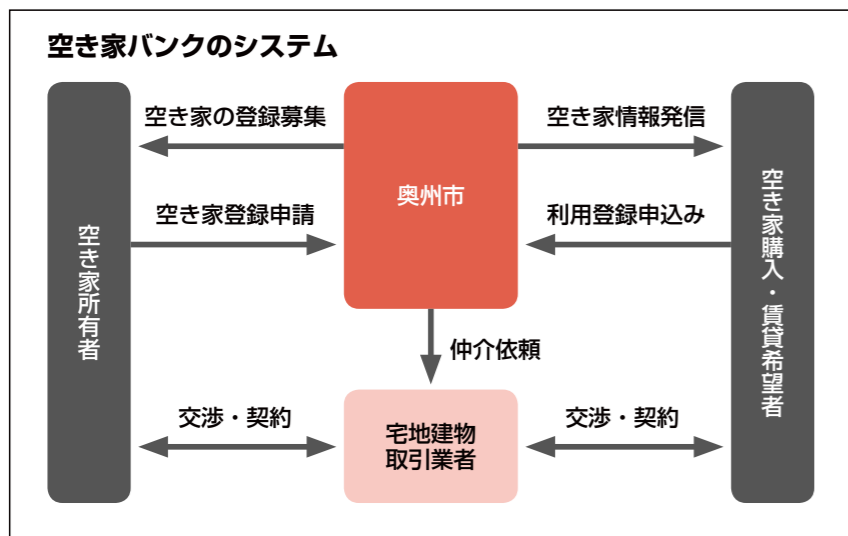 空き家バンクのシステム
空き家の登録募集
空き家情報発信
奥州市
空き家登録申請
利用登録申込み
空き家所有者
空き家購入・賃貸希望者
仲介依頼
交渉・契約
宅地建物
取引業者
交渉・契約